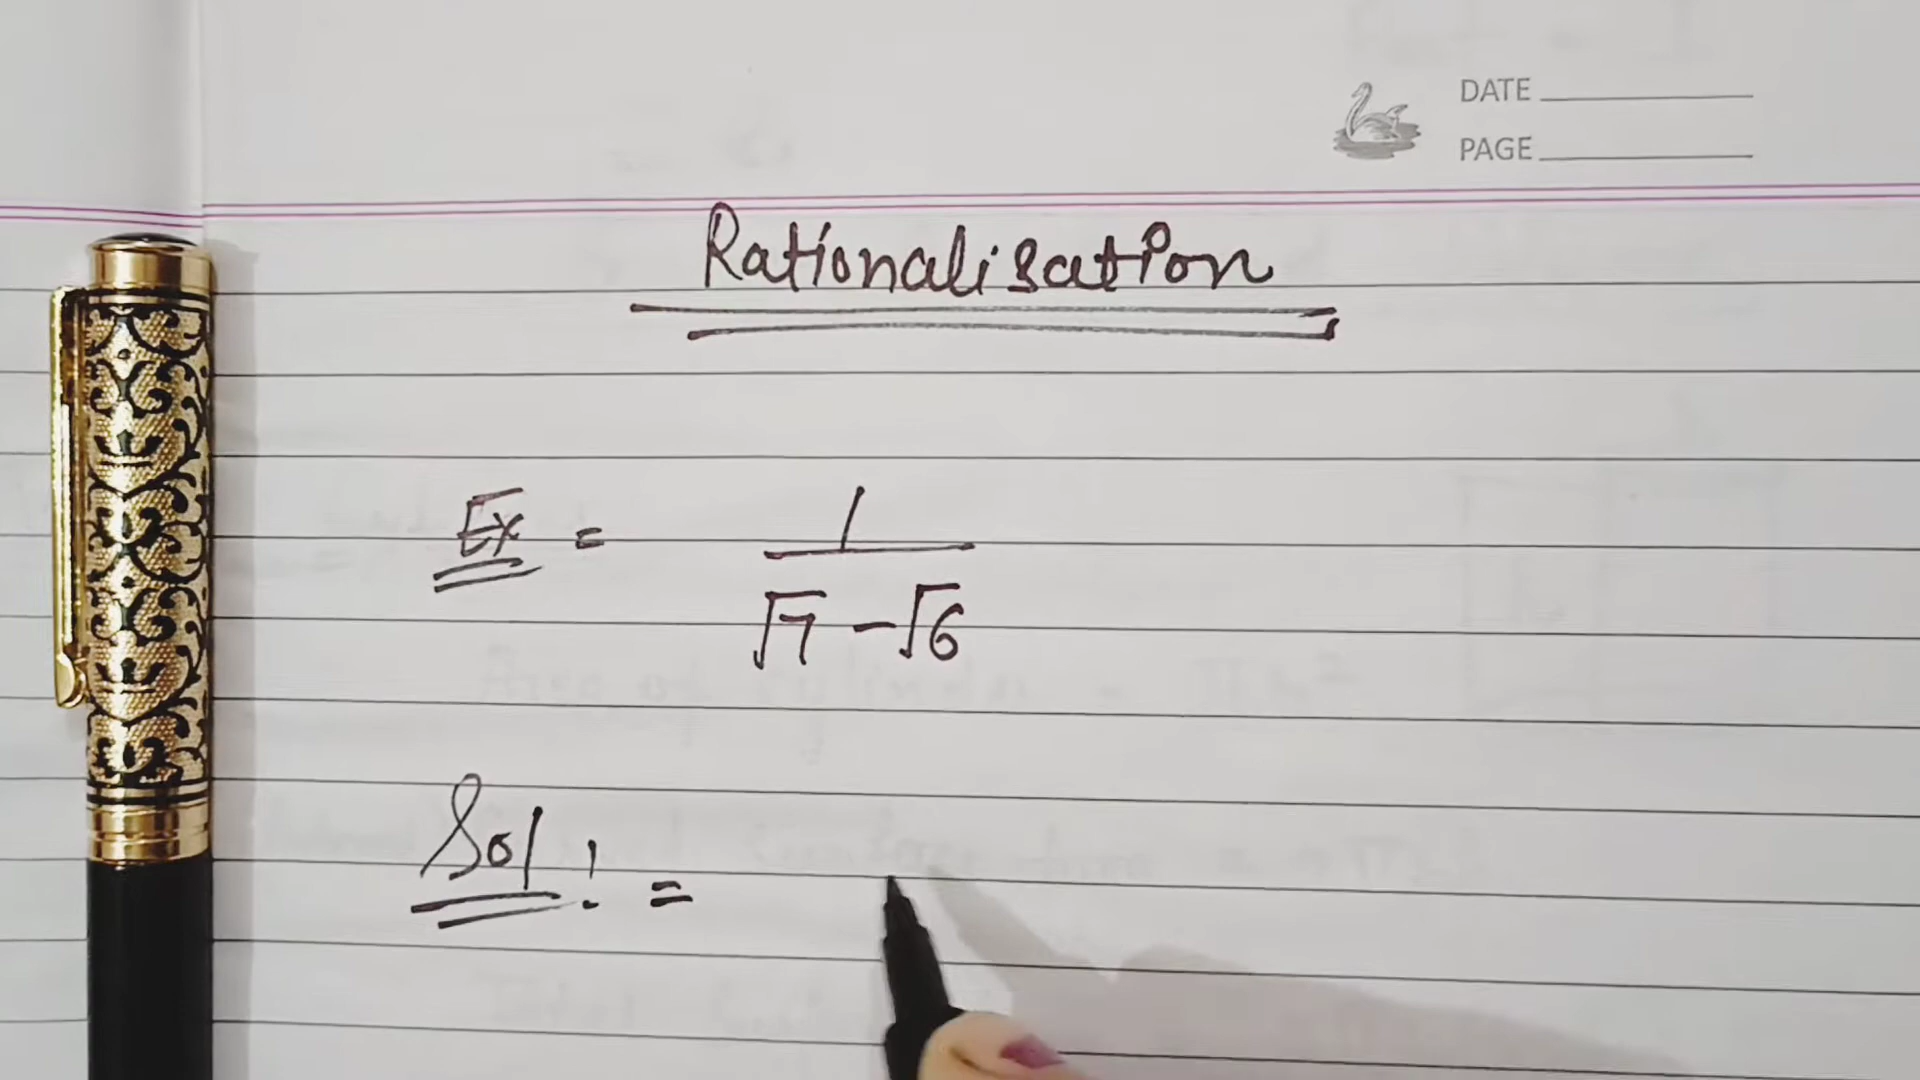 DATE
PAGE
Rationalisation
Ex = 1
√7 - √6
Sol: =